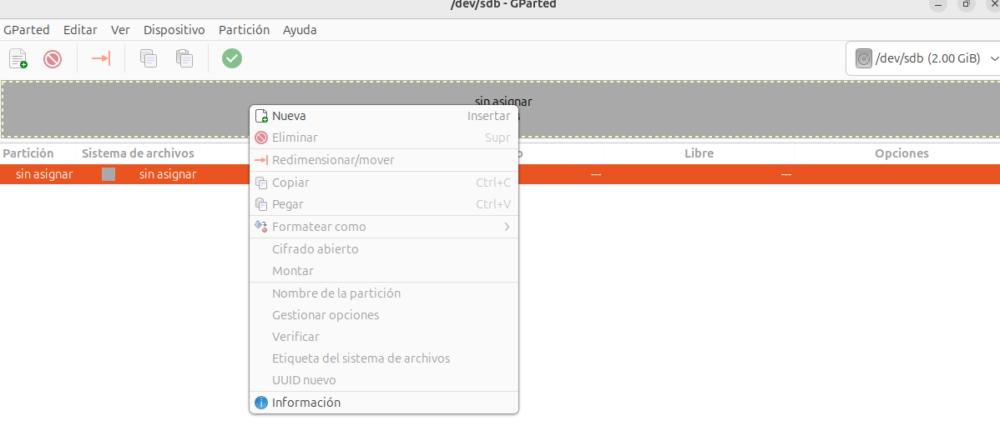 /dev/sdb - GParted
GParted Editar Ver Dispositivo Partición Ayuda
/dev/sdb (2.00 GiB)
sin asignar
Partición Sistema de archivos Libre Opciones
sin asignar sin asignar --- ---
Nueva Insertar
Eliminar Supr
Redimensionar/mover
Copiar Ctrl+C
Pegar Ctrl+V
Formatear como
Cifrado abierto
Montar
Nombre de la partición
Gestionar opciones
Verificar
Etiqueta del sistema de archivos
UUID nuevo
Información